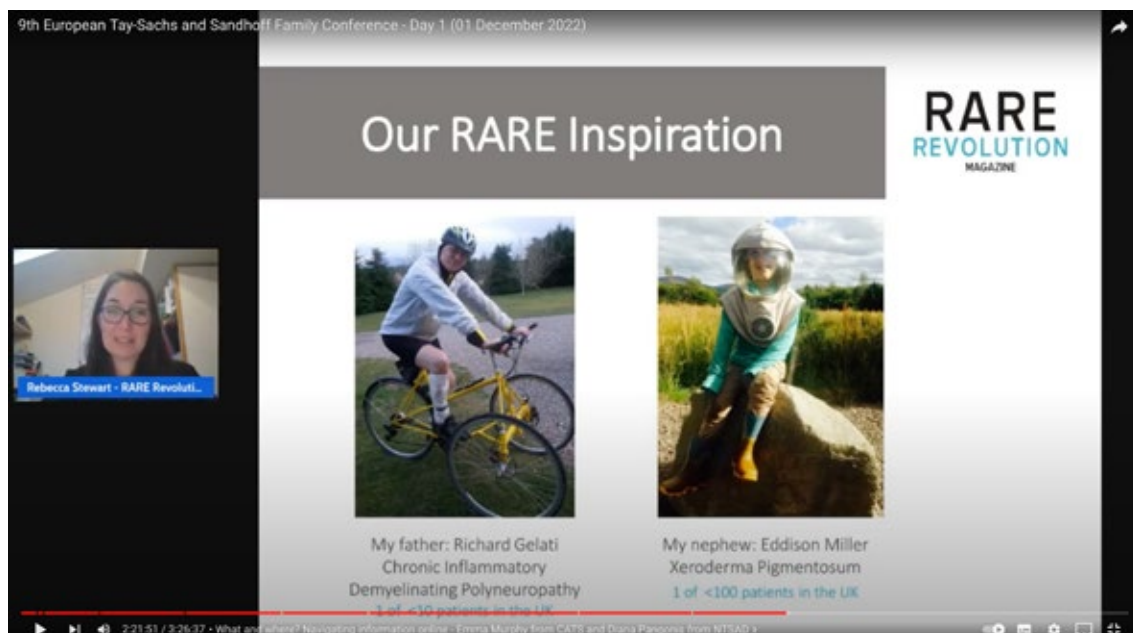 9th European Tay-Sachs and Sandhoff Family Conference - Day 1 (01 December 2022)
Our RARE Inspiration
RARE
REVOLUTION
MAGAZINE
Rebecca Stewart - RARE Revoluti...
My father: Richard Gelati
Chronic Inflammatory
Demyelinating Polyneuropathy
1 of <10 patients in the UK
My nephew: Eddison Miller
Xeroderma Pigmentosum
1 of <100 patients in the UK
2:21:51 / 3:26:37 • What and where? Navigating information online - Emma Murphy from CATS and Diana Pangonis from NTSAD >